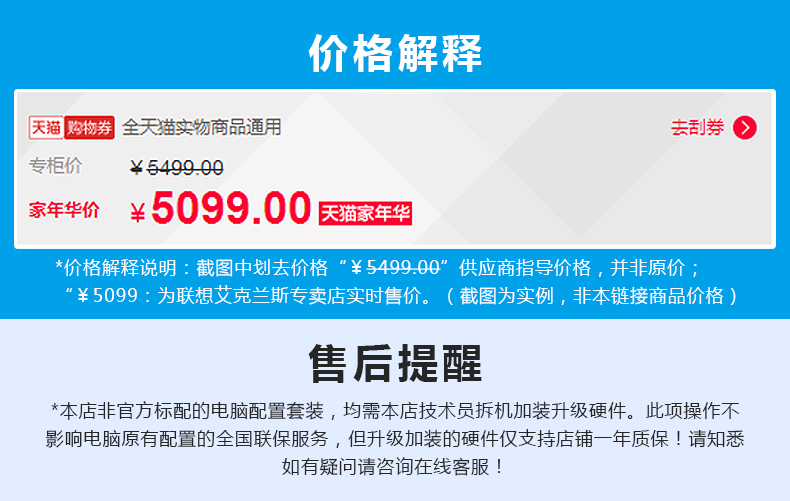 价格解释
天猫 购物券 全天猫实物商品通用 去刮券
专柜价 ￥5499.00
家年华价 ￥5099.00 天猫家年华
*价格解释说明：截图中划去价格“￥5499.00”供应商指导价格，并非原价；
“￥5099：为联想艾克兰斯专卖店实时售价。（截图为实例，非本链接商品价格）
售后提醒
*本店非官方标配的电脑配置套装，均需本店技术员拆机加装升级硬件。此项操作不
影响电脑原有配置的全国联保服务，但升级加装的硬件仅支持店铺一年质保！请知悉
如有疑问请咨询在线客服！